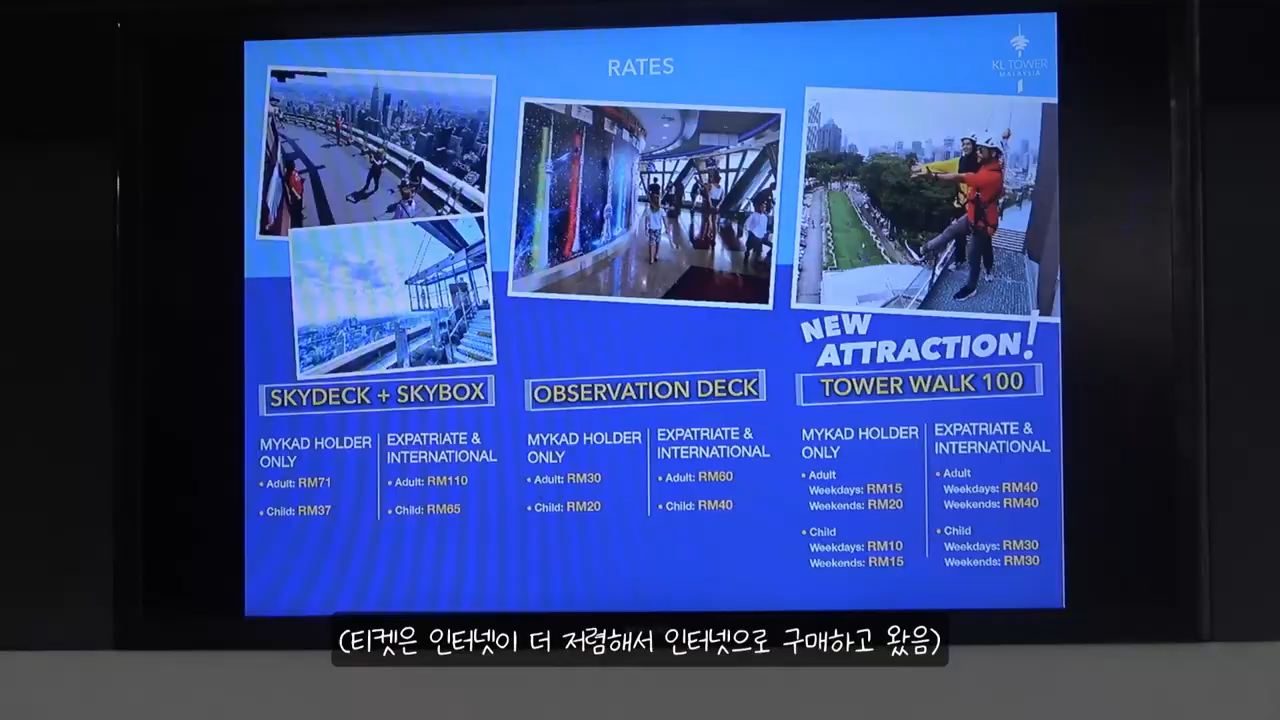 RATES
KL TOWER
MALAYSIA
NEW
ATTRACTION!
SKYDECK + SKYBOX
MYKAD HOLDER
ONLY
• Adult: RM71
• Child: RM37
EXPATRIATE &
INTERNATIONAL
• Adult: RM110
• Child: RM65
OBSERVATION DECK
MYKAD HOLDER
ONLY
• Adult: RM30
• Child: RM20
EXPATRIATE &
INTERNATIONAL
• Adult: RM60
• Child: RM40
TOWER WALK 100
MYKAD HOLDER
ONLY
• Adult
Weekdays: RM15
Weekends: RM20
• Child
Weekdays: RM10
Weekends: RM15
EXPATRIATE &
INTERNATIONAL
• Adult
Weekdays: RM40
Weekends: RM40
• Child
Weekdays: RM30
Weekends: RM30
(티켓은 인터넷이 더 저렴해서 인터넷으로 구매하고 왔음)